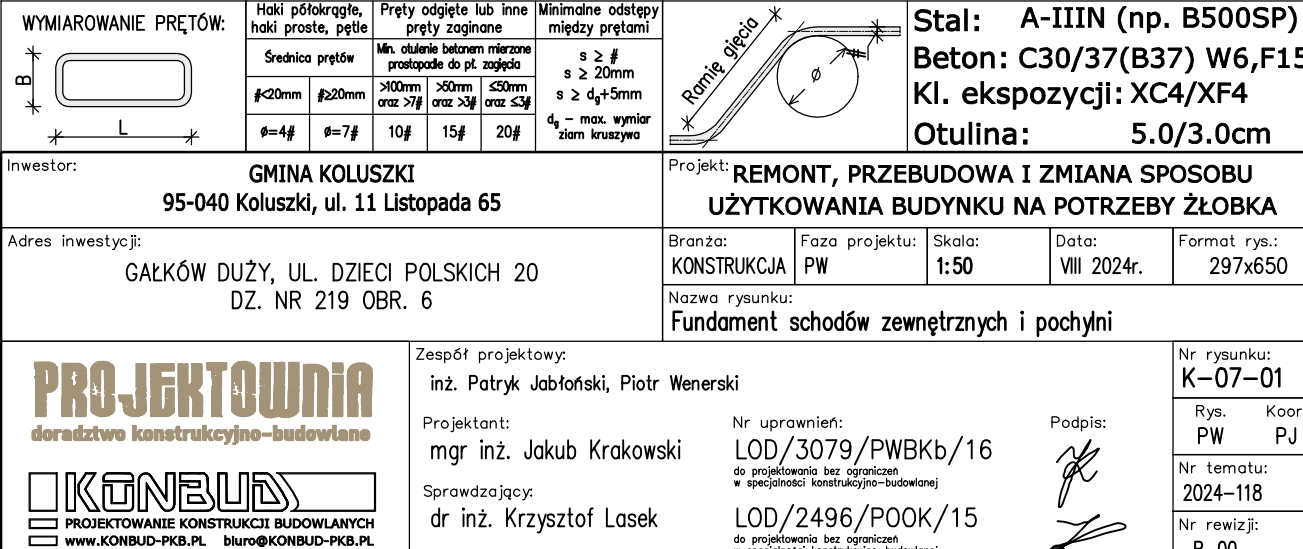 WYMIAROWANIE PRĘTÓW:
B
L
Haki półokrągłe,
haki proste, pętle
Średnica prętów
#<20mm #≥20mm
ø=4# ø=7#
Pręty odgięte lub inne
pręty zaginane
Min. otulenie betonem mierzone
prostopadle do pł. zagięcia
>100mm >50mm ≤50mm
oraz >7# oraz >3# oraz ≤3#
10# 15# 20#
Minimalne odstępy
między prętami
s ≥ #
s ≥ 20mm
s ≥ dg+5mm
dg – max. wymiar
ziarn kruszywa
Ramię gięcia
ø
#
Stal: A-IIIN (np. B500SP)
Beton: C30/37(B37) W6,F15
Kl. ekspozycji: XC4/XF4
Otulina: 5.0/3.0cm
Inwestor:
GMINA KOLUSZKI
95-040 Koluszki, ul. 11 Listopada 65
Projekt: REMONT, PRZEBUDOWA I ZMIANA SPOSOBU
UŻYTKOWANIA BUDYNKU NA POTRZEBY ŻŁOBKA
Adres inwestycji:
GAŁKÓW DUŻY, UL. DZIECI POLSKICH 20
DZ. NR 219 OBR. 6
Branża: Faza projektu: Skala: Data: Format rys.:
KONSTRUKCJA PW 1:50 VIII 2024r. 297x650
Nazwa rysunku:
Fundament schodów zewnętrznych i pochylni
PROJEKTOWNIA
doradztwo konstrukcyjno-budowlane
KONBUD
PROJEKTOWANIE KONSTRUKCJI BUDOWLANYCH
www.KONBUD-PKB.PL biuro@KONBUD-PKB.PL
Zespół projektowy:
inż. Patryk Jabłoński, Piotr Wenerski
Projektant: Nr uprawnień: Podpis:
mgr inż. Jakub Krakowski LOD/3079/PWBKb/16
do projektowania bez ograniczeń
w specjalności konstrukcyjno-budowlanej
Sprawdzający:
dr inż. Krzysztof Lasek LOD/2496/POOK/15
do projektowania bez ograniczeń
w specjalności konstrukcyjno-budowlanej
Nr rysunku:
K-07-01
Rys. Koor
PW PJ
Nr tematu:
2024-118
Nr rewizji:
R-00